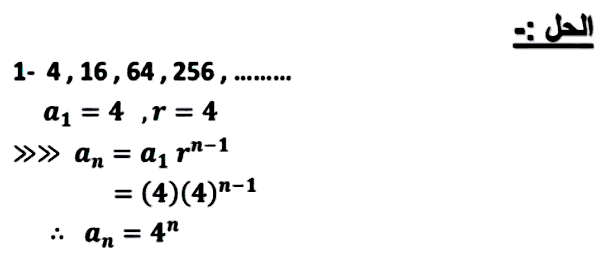 الحل :-
1- 4 , 16 , 64 , 256 , .........
a₁ = 4 , r = 4
⋙ aₙ = a₁ rⁿ⁻¹
= (4)(4)ⁿ⁻¹
∴ aₙ = 4ⁿ